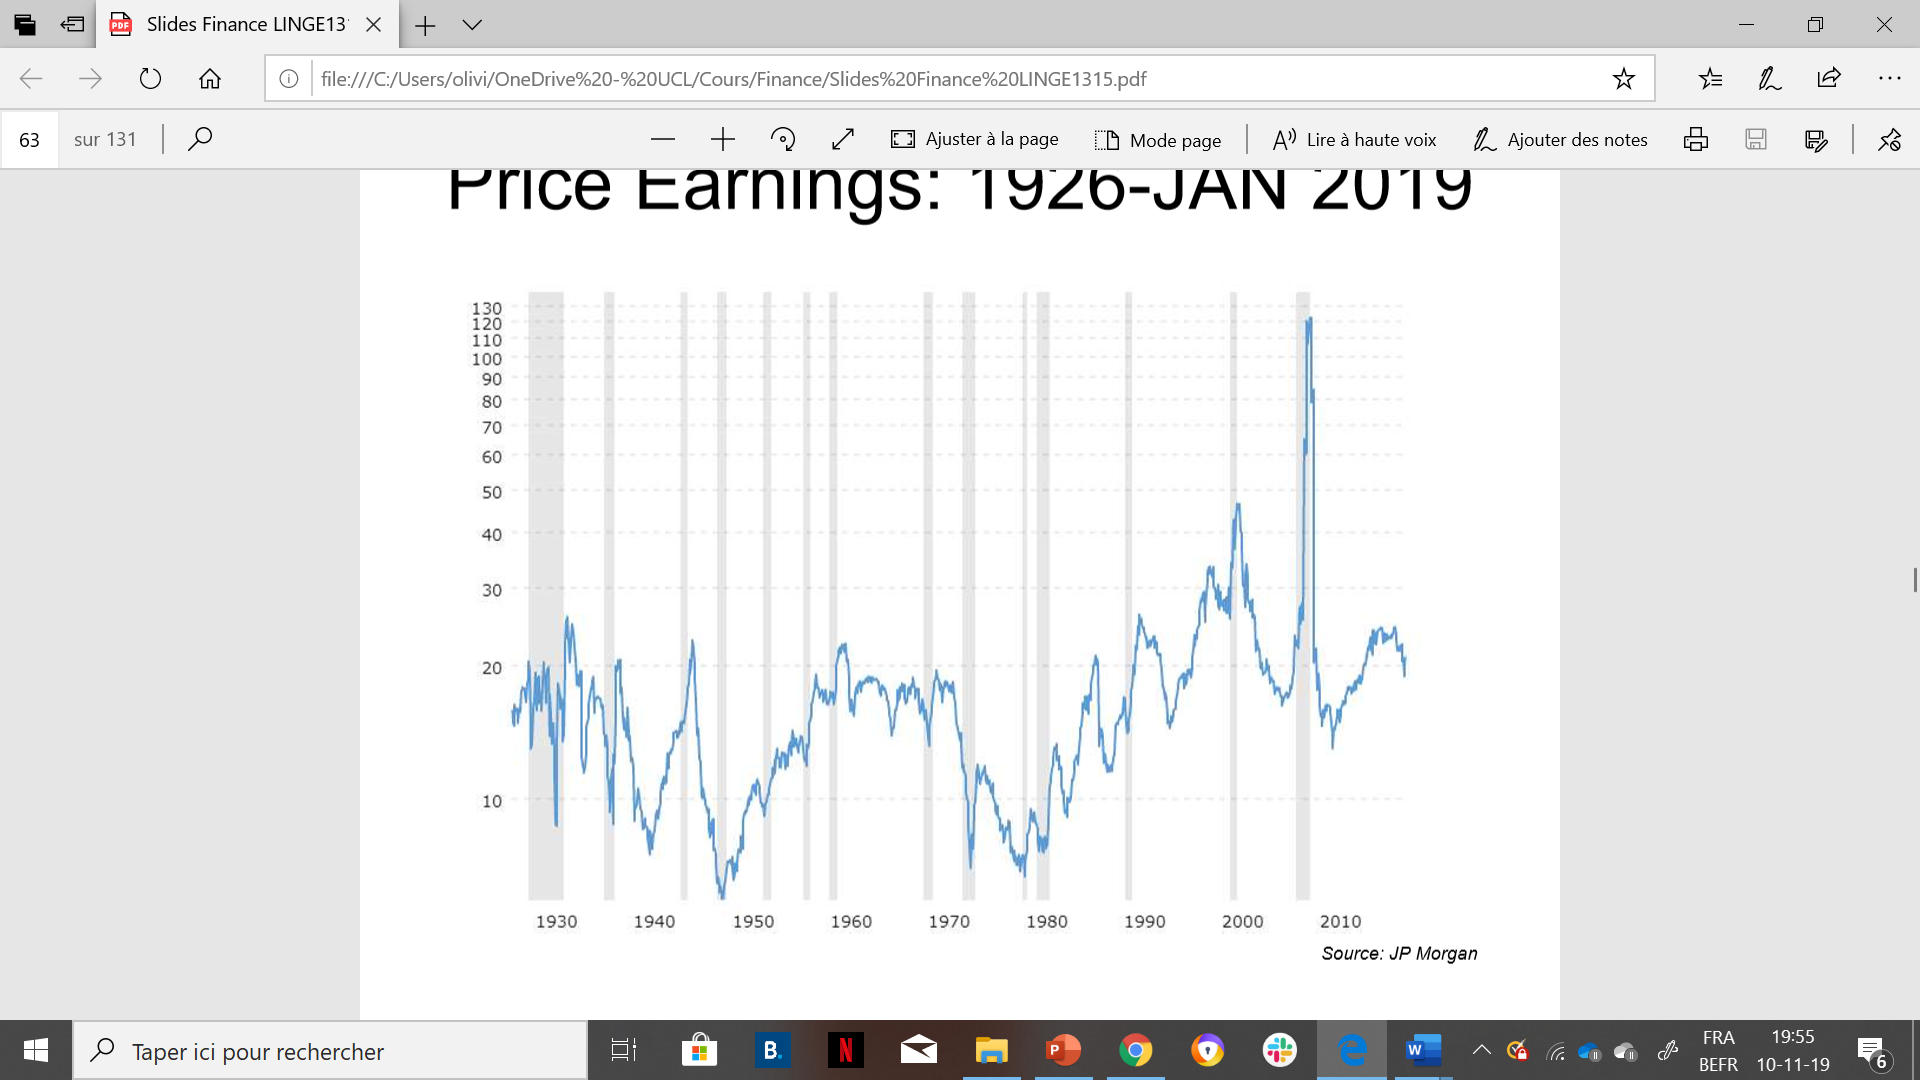 Slides Finance LINGE131
file:///C:/Users/olivi/OneDrive%20-%20UCL/Cours/Finance/Slides%20Finance%20LINGE1315.pdf
63 sur 131 Ajuster à la page Mode page Lire à haute voix Ajouter des notes
Price Earnings: 1926-JAN 2019
130
120
110
100
90
80
70
60
50
40
30
20
10
1930 1940 1950 1960 1970 1980 1990 2000 2010
Source: JP Morgan
Taper ici pour rechercher
B.
N
P
W
FRA
BEFR
19:55
10-11-19
6